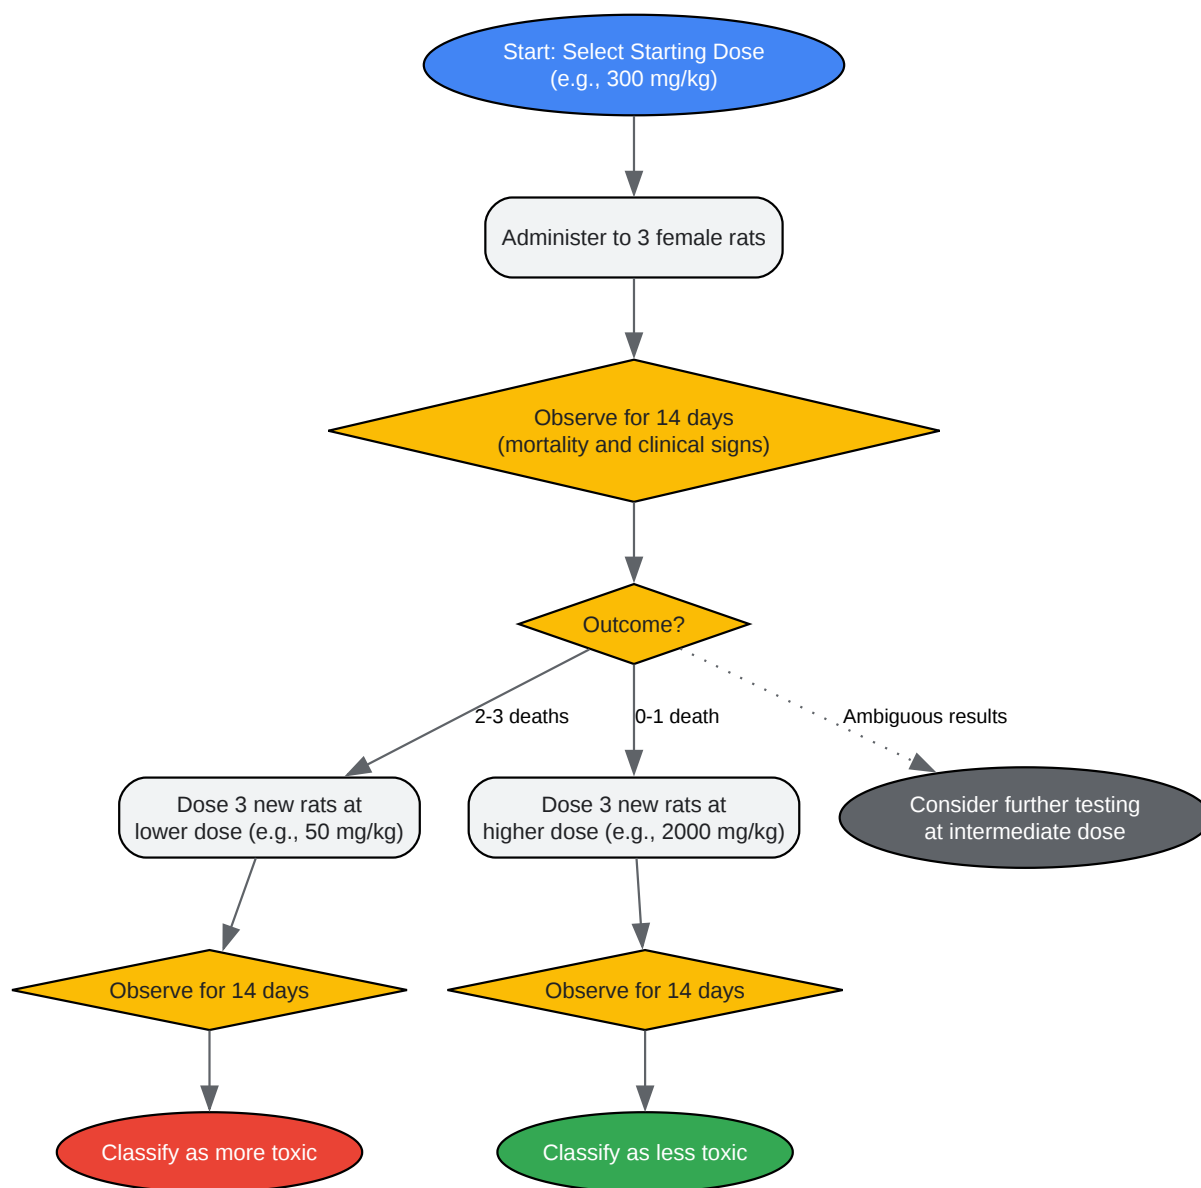 Start: Select Starting Dose
(e.g., 300 mg/kg)
Administer to 3 female rats
Observe for 14 days
(mortality and clinical signs)
Outcome?
2-3 deaths
0-1 death
Ambiguous results
Dose 3 new rats at
lower dose (e.g., 50 mg/kg)
Dose 3 new rats at
higher dose (e.g., 2000 mg/kg)
Consider further testing
at intermediate dose
Observe for 14 days
Observe for 14 days
Classify as more toxic
Classify as less toxic